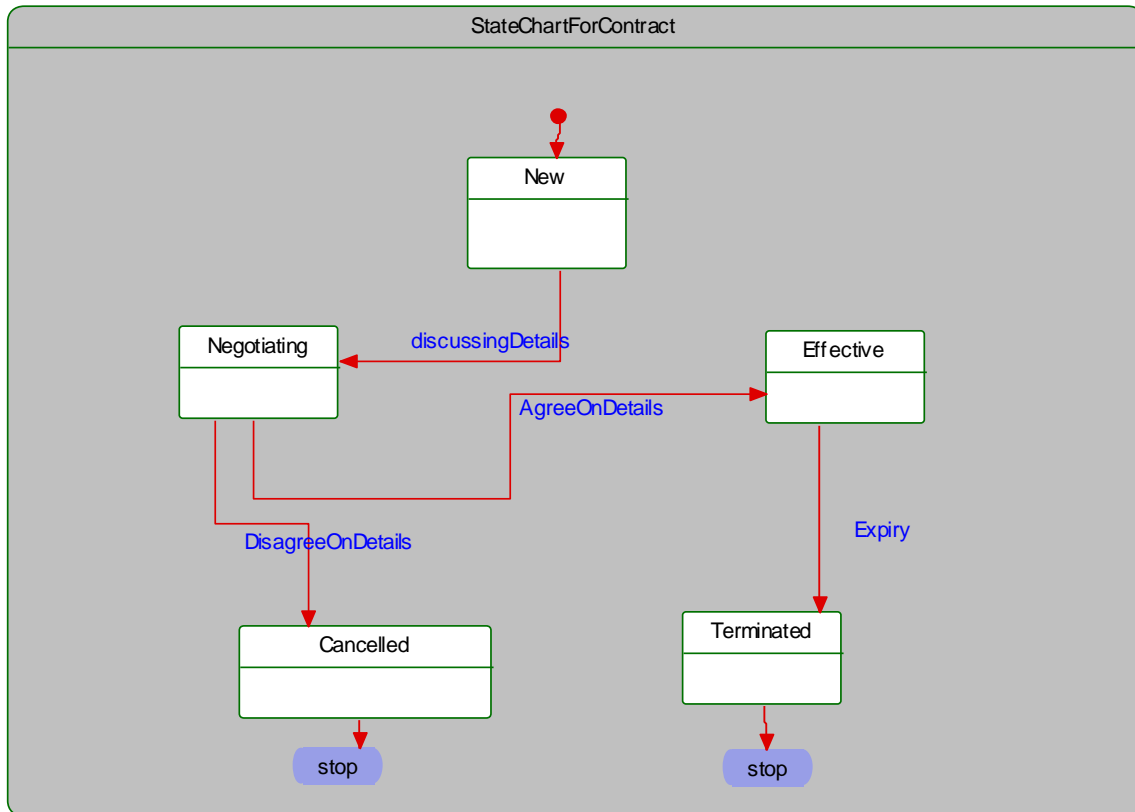 StateChartForContract
New
discussingDetails
Negotiating
Effective
AgreeOnDetails
Expiry
DisagreeOnDetails
Terminated
Cancelled
stop
stop